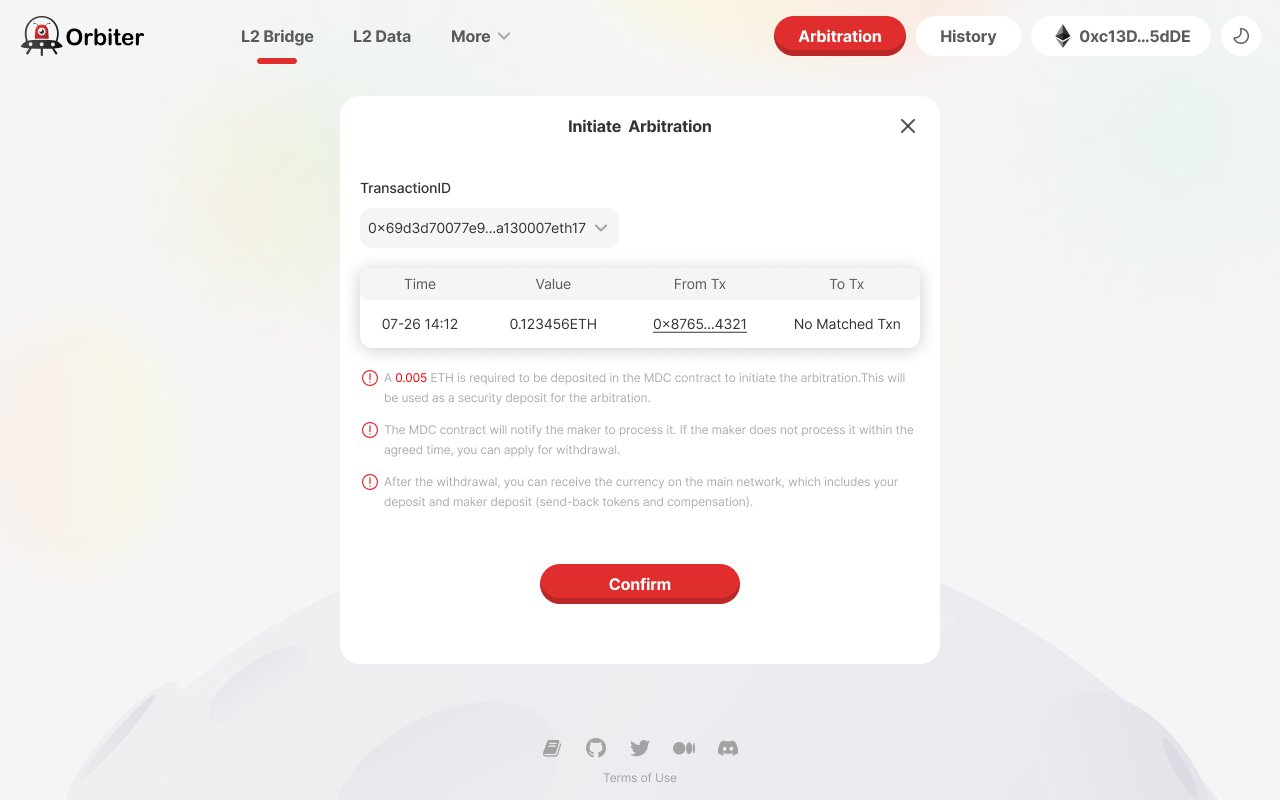 Orbiter
L2 Bridge
L2 Data
More
Arbitration
History
0xc13D...5dDE
Initiate Arbitration
TransactionID
0x69d3d70077e9...a130007eth17
Time Value From Tx To Tx
07-26 14:12 0.123456ETH 0x8765...4321 No Matched Txn
A 0.005 ETH is required to be deposited in the MDC contract to initiate the arbitration.This will
be used as a security deposit for the arbitration.
The MDC contract will notify the maker to process it. If the maker does not process it within the
agreed time, you can apply for withdrawal.
After the withdrawal, you can receive the currency on the main network, which includes your
deposit and maker deposit (send-back tokens and compensation).
Confirm
Terms of Use